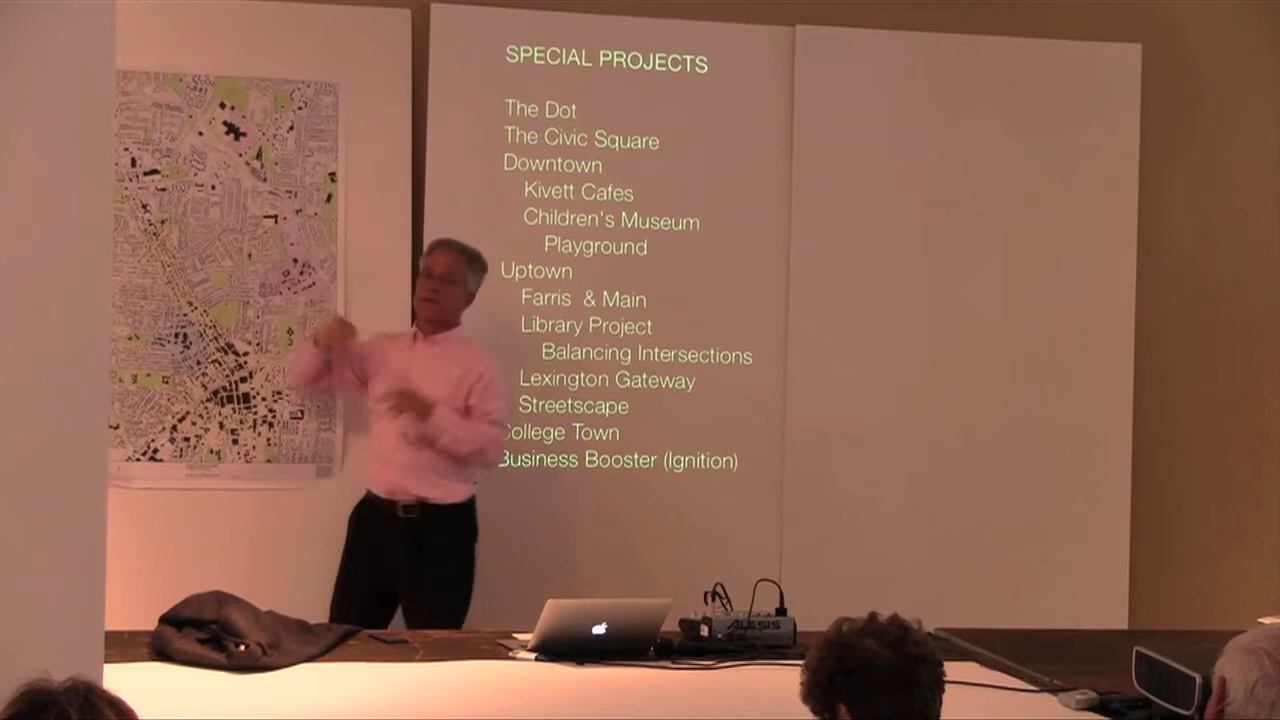 SPECIAL PROJECTS
The Dot
The Civic Square
Downtown
Kivett Cafes
Children's Museum
Playground
Uptown
Farris & Main
Library Project
Balancing Intersections
Lexington Gateway
Streetscape
College Town
Business Booster (Ignition)
ALESIS